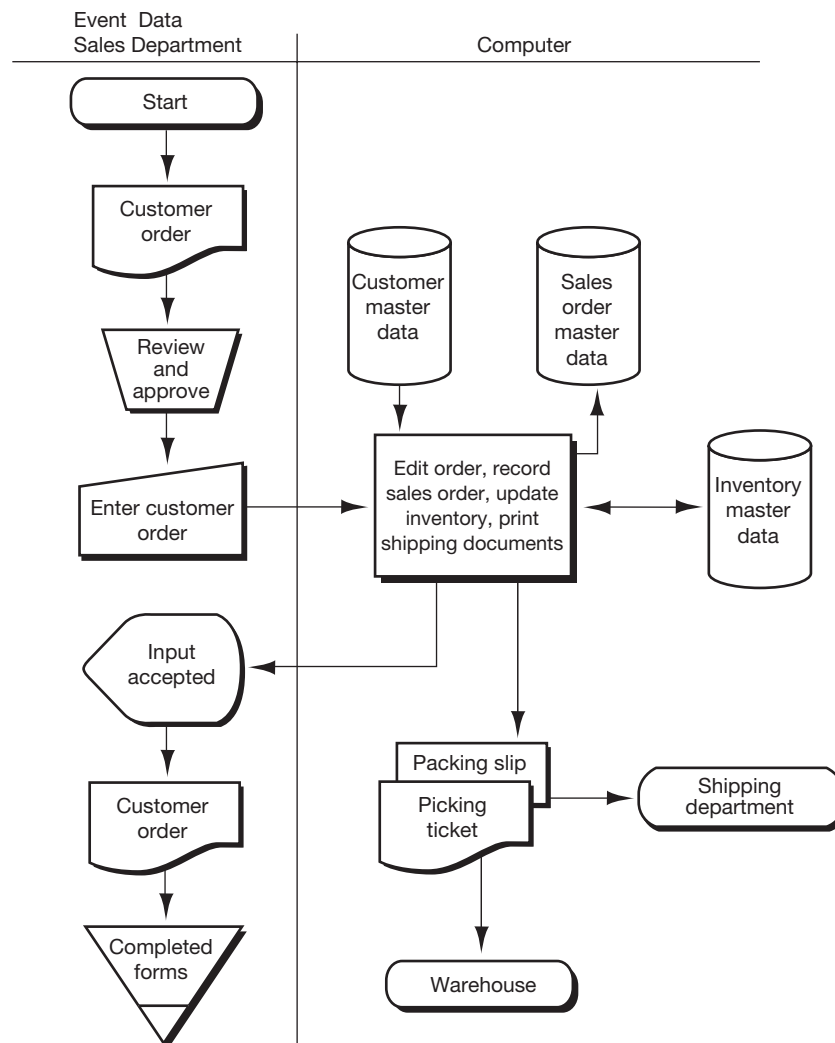 Event Data
Sales Department
Computer
Start
Customer
order
Customer
master
data
Sales
order
master
data
Review
and
approve
Edit order, record
sales order, update
inventory, print
shipping documents
Inventory
master
data
Enter customer
order
Input
accepted
Packing slip
Picking
ticket
Shipping
department
Customer
order
Completed
forms
Warehouse